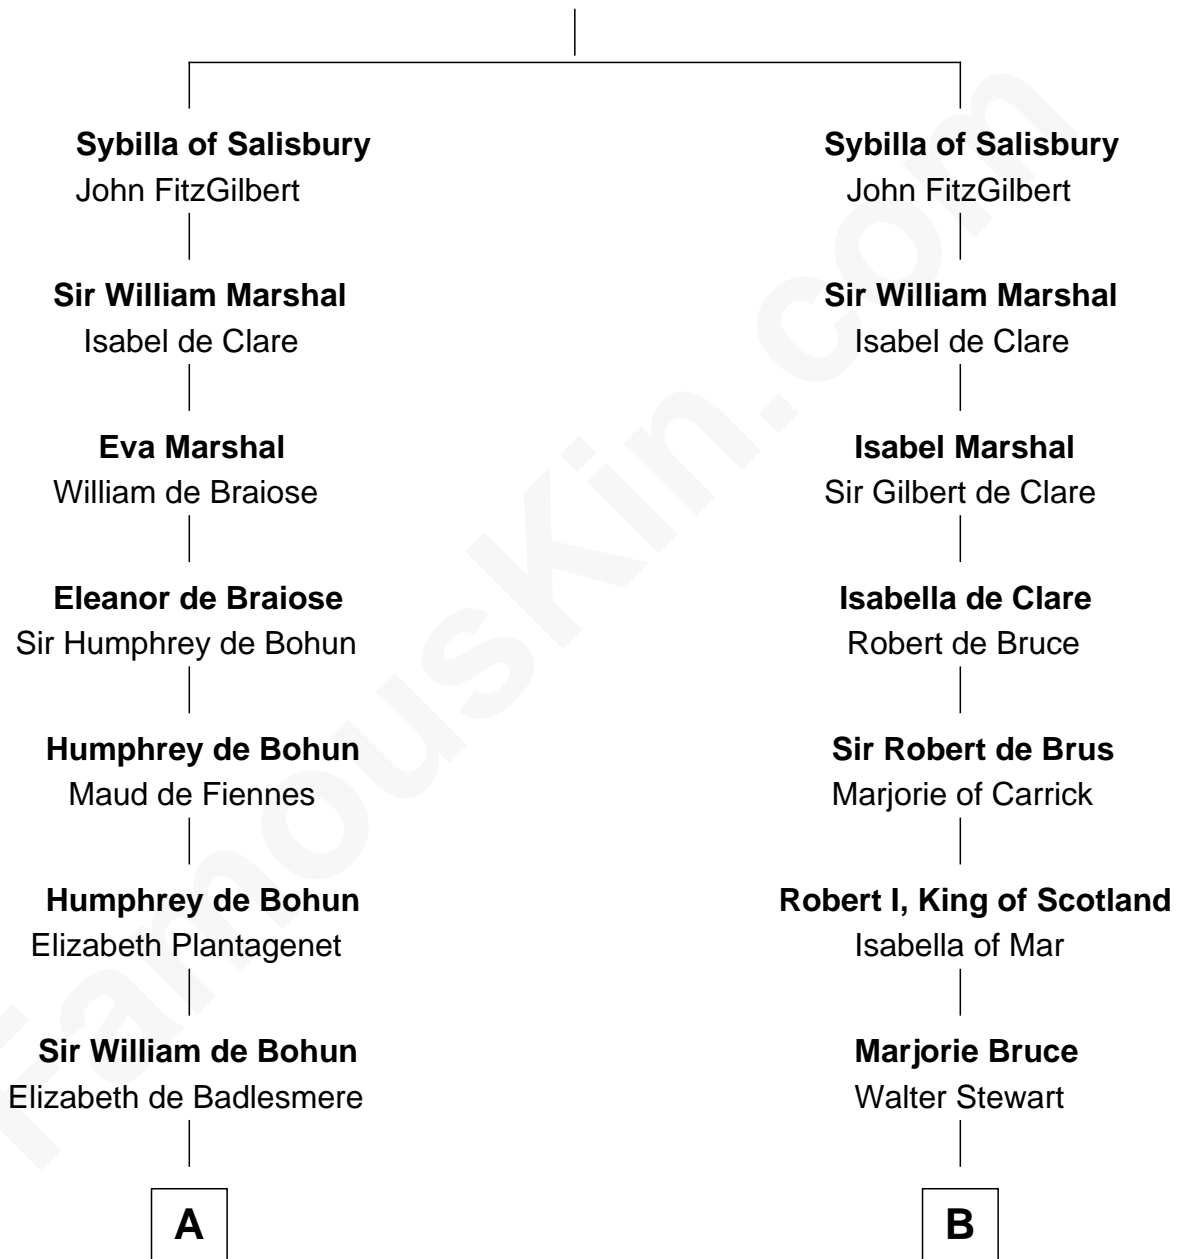 Sybilla of Salisbury
John FitzGilbert
Sir William Marshal
Isabel de Clare
Eva Marshal
William de Braiose
Eleanor de Braiose
Sir Humphrey de Bohun
Humphrey de Bohun
Maud de Fiennes
Humphrey de Bohun
Elizabeth Plantagenet
Sir William de Bohun
Elizabeth de Badlesmere
A
Sybilla of Salisbury
John FitzGilbert
Sir William Marshal
Isabel de Clare
Isabel Marshal
Sir Gilbert de Clare
Isabella de Clare
Robert de Bruce
Sir Robert de Brus
Marjorie of Carrick
Robert I, King of Scotland
Isabella of Mar
Marjorie Bruce
Walter Stewart
B
FamousKin.com